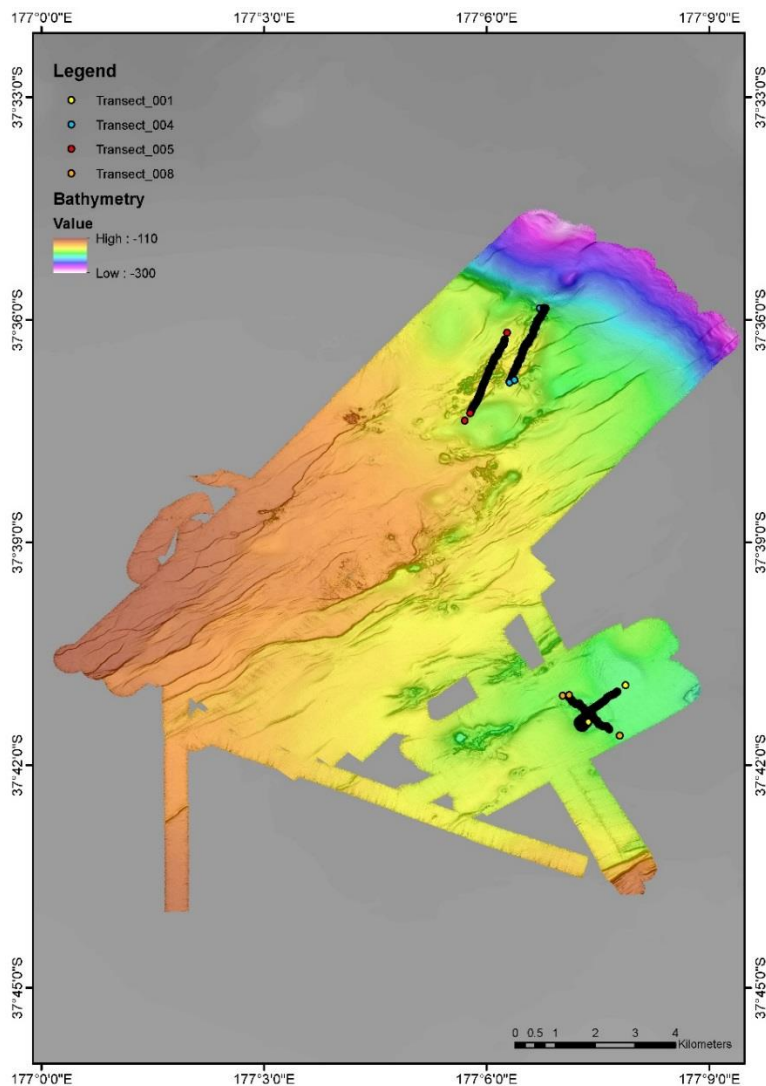 177°0'0"E 177°3'0"E 177°6'0"E 177°9'0"E
Legend
Transect_001
Transect_004
Transect_005
Transect_008
Bathymetry
Value
High : -110
Low : -300
37°33'0"S 37°33'0"S
37°36'0"S 37°36'0"S
37°39'0"S 37°39'0"S
37°42'0"S 37°42'0"S
37°45'0"S 37°45'0"S
0 0.5 1 2 3 4
Kilometers
177°0'0"E 177°3'0"E 177°6'0"E 177°9'0"E